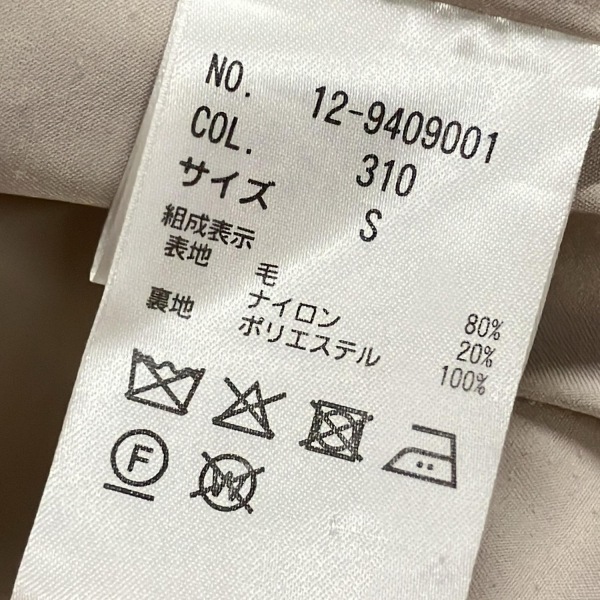 NO. 12-9409001
COL. 310
サイズ S
組成表示
表地 毛 80%
ナイロン 20%
裏地 ポリエステル 100%
F
W